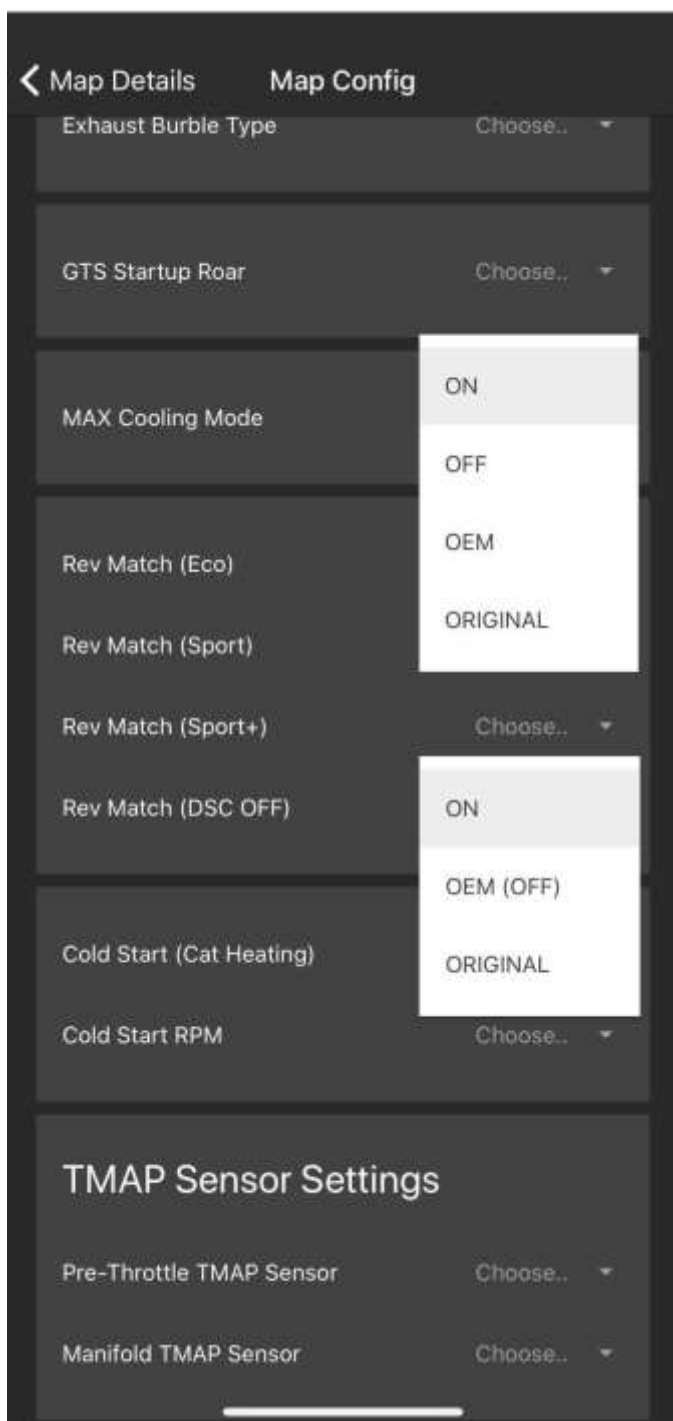 Map Details Map Config
Exhaust Burble Type Choose..
GTS Startup Roar Choose..
MAX Cooling Mode
ON
OFF
OEM
ORIGINAL
Rev Match (Eco)
Rev Match (Sport)
Rev Match (Sport+) Choose..
Rev Match (DSC OFF)
ON
OEM (OFF)
ORIGINAL
Cold Start (Cat Heating)
Cold Start RPM Choose..
TMAP Sensor Settings
Pre-Throttle TMAP Sensor Choose..
Manifold TMAP Sensor Choose..